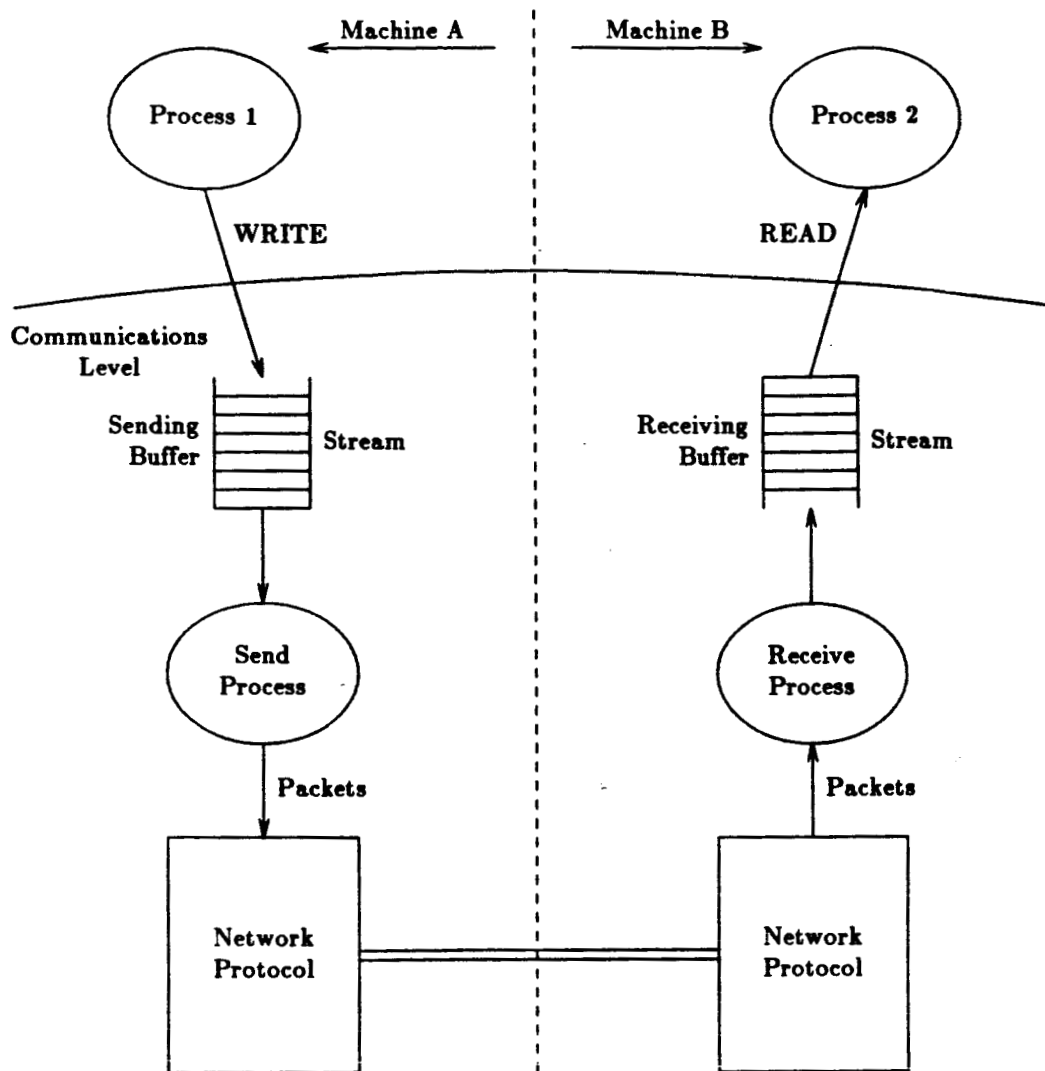 Machine A
Machine B
Process 1
Process 2
WRITE
READ
Communications
Level
Sending
Buffer
Stream
Receiving
Buffer
Stream
Send
Process
Receive
Process
Packets
Packets
Network
Protocol
Network
Protocol